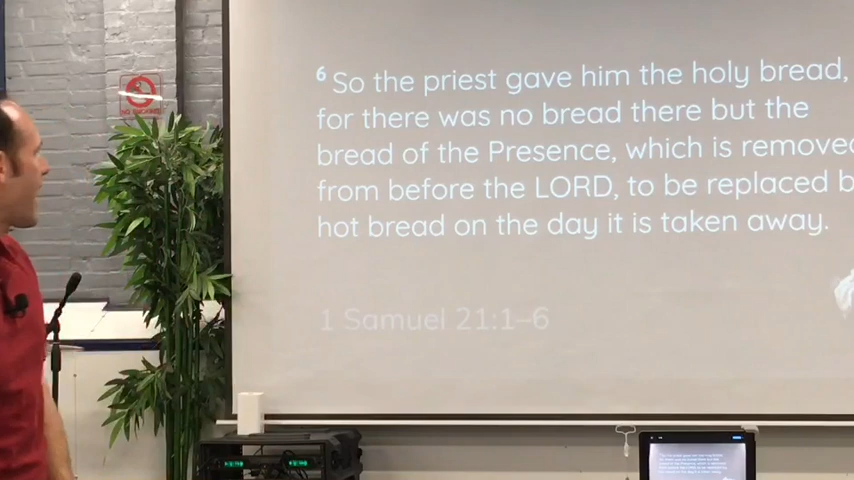 NO SMOKING
6 So the priest gave him the holy bread,
for there was no bread there but the
bread of the Presence, which is removed
from before the LORD, to be replaced b
hot bread on the day it is taken away.
1 Samuel 21:1–6